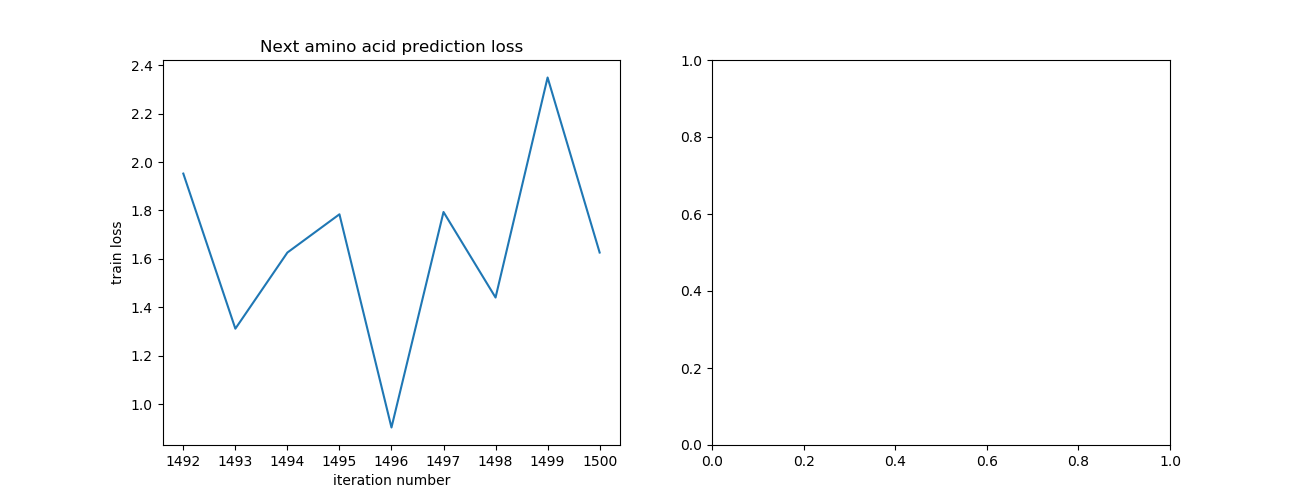 Next amino acid prediction loss
train loss
2.4
2.2
2.0
1.8
1.6
1.4
1.2
1.0
1492 1493 1494 1495 1496 1497 1498 1499 1500
iteration number
1.0
0.8
0.6
0.4
0.2
0.0
0.0 0.2 0.4 0.6 0.8 1.0